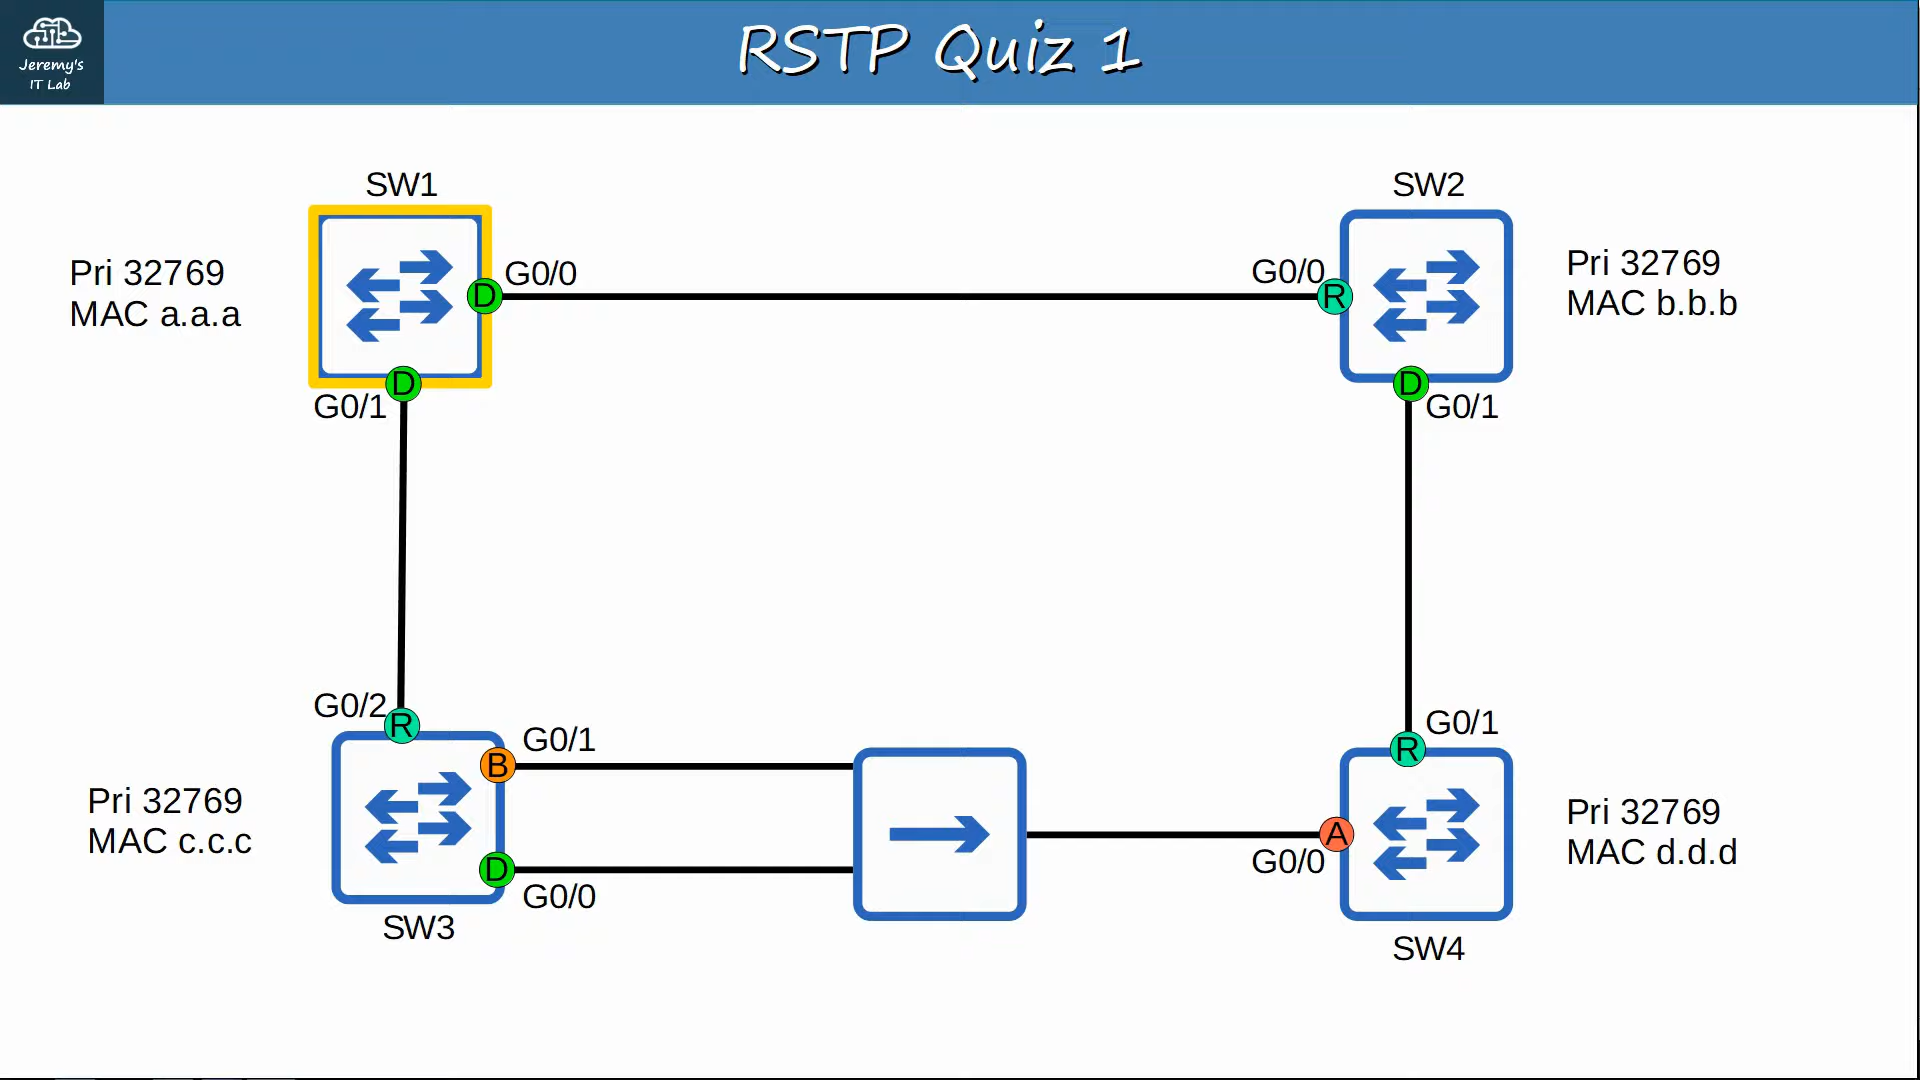 Jeremy's
IT Lab
RSTP Quiz 1
SW1
SW2
Pri 32769
MAC a.a.a
D
G0/0
G0/0
R
Pri 32769
MAC b.b.b
D
G0/1
D
G0/1
G0/2
R
G0/1
B
G0/1
R
Pri 32769
MAC c.c.c
A
G0/0
Pri 32769
MAC d.d.d
D
G0/0
SW3
SW4